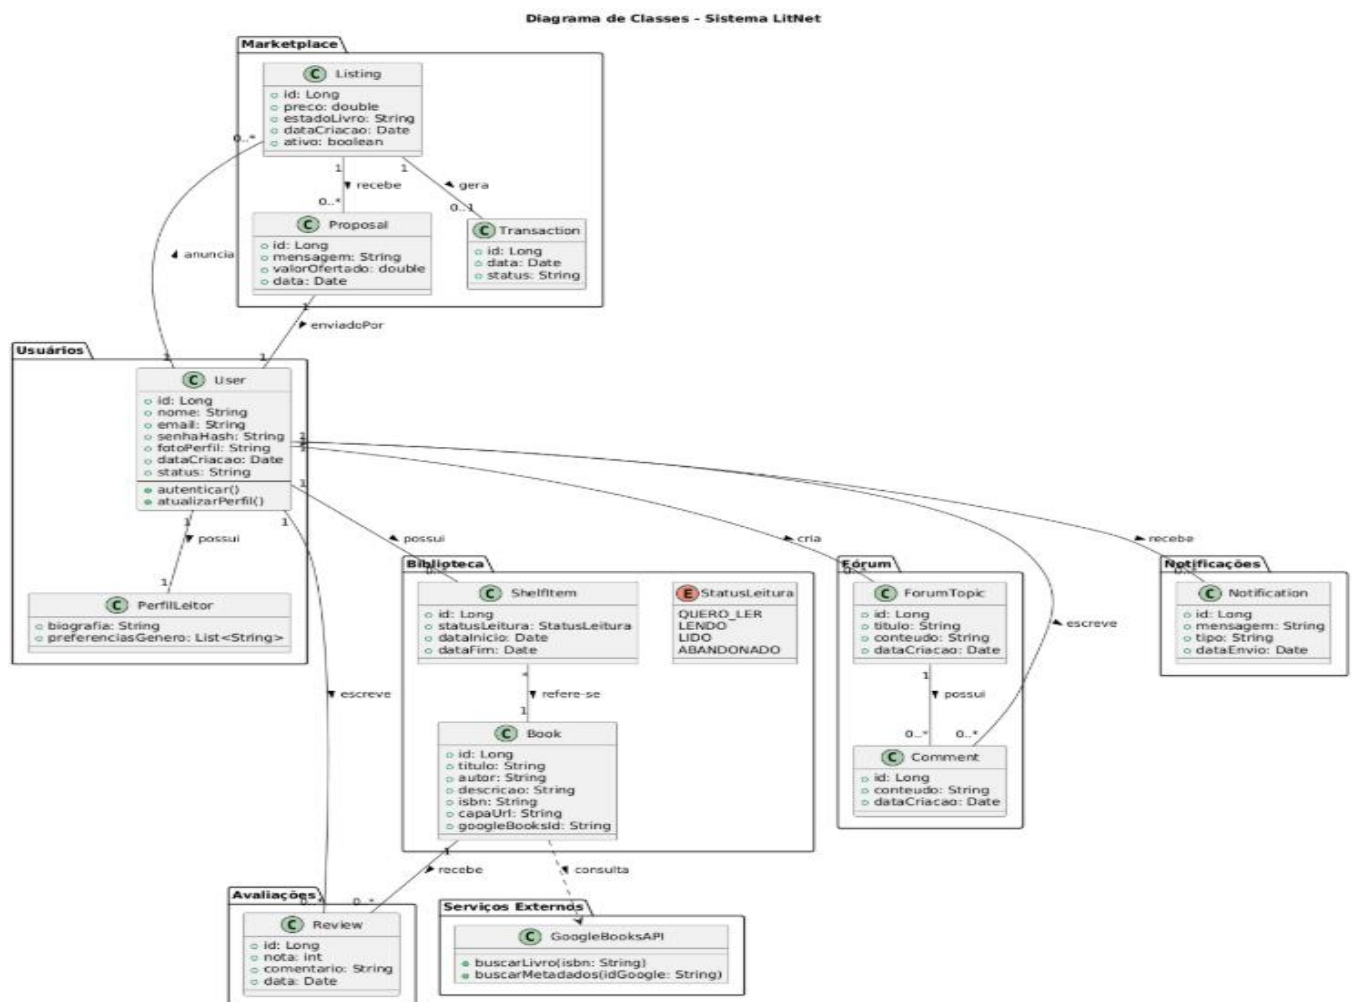 Diagrama de Classes - Sistema LitNet
Marketplace
C Listing
id: Long
preco: double
estadoLivro: String
dataCriacao: Date
ativo: boolean
0..*
1
1
recebe
gera
0..*
0..1
C Proposal
id: Long
mensagem: String
valorOfertado: double
data: Date
C Transaction
id: Long
data: Date
status: String
anuncia
1
enviadoPor
1
1
Usuários
C User
id: Long
nome: String
email: String
senhaHash: String
fotoPerfil: String
dataCriacao: Date
status: String
autenticar()
atualizarPerfil()
1
1
1
1
1
possui
1
C PerfilLeitor
biografia: String
preferenciasGenero: List<String>
possui
cria
recebe
escreve
escreve
Biblioteca
C ShelfItem
id: Long
statusLeitura: StatusLeitura
dataInicio: Date
dataFim: Date
E StatusLeitura
QUERO_LER
LENDO
LIDO
ABANDONADO
*
refere-se
1
C Book
id: Long
titulo: String
autor: String
descricao: String
isbn: String
capaUrl: String
googleBooksId: String
Fórum
C ForumTopic
id: Long
titulo: String
conteudo: String
dataCriacao: Date
1
possui
0..*
0..*
C Comment
id: Long
conteudo: String
dataCriacao: Date
Notificações
C Notification
id: Long
mensagem: String
tipo: String
dataEnvio: Date
1
recebe
consulta
Avaliações
0..*
C Review
id: Long
nota: int
comentario: String
data: Date
Serviços Externos
C GoogleBooksAPI
buscarLivro(isbn: String)
buscarMetadados(idGoogle: String)